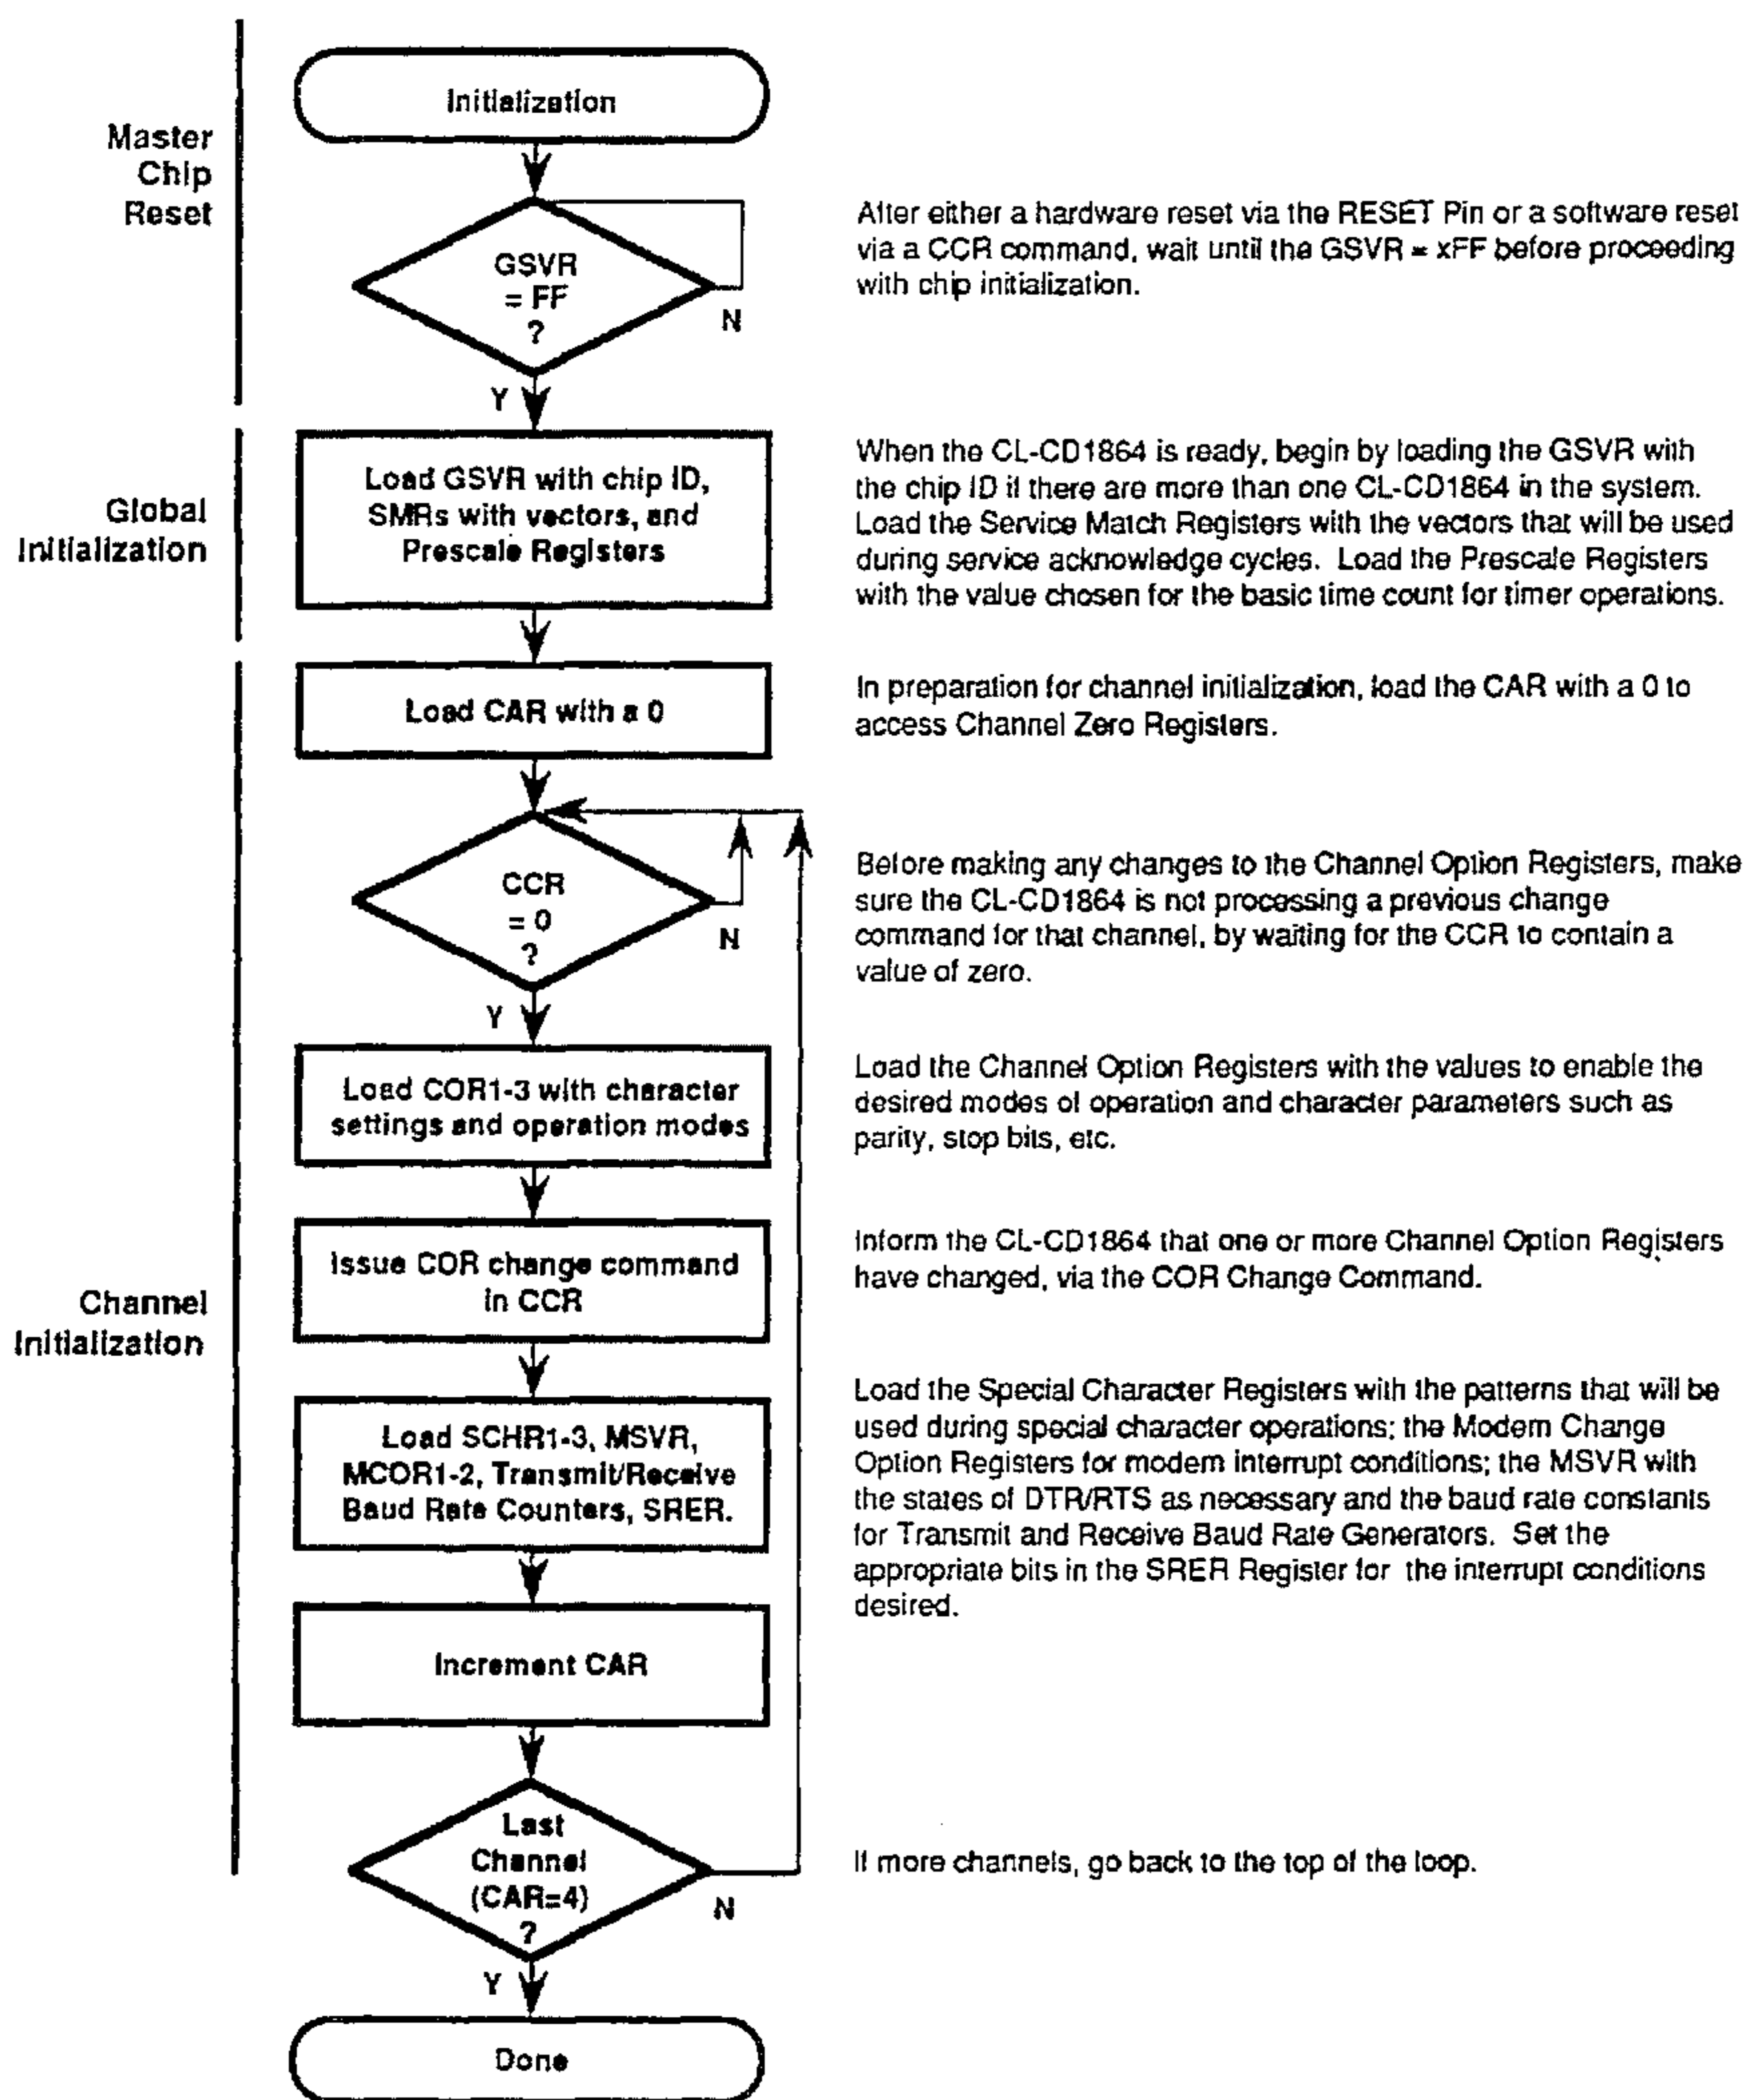 Initialization
Master
Chip
Reset
GSVR
= FF
?
N
Y
After either a hardware reset via the RESET Pin or a software reset
via a CCR command, wait until the GSVR = xFF before proceeding
with chip initialization.
Global
Initialization
Load GSVR with chip ID,
SMRs with vectors, and
Prescale Registers
When the CL-CD1864 is ready, begin by loading the GSVR with
the chip ID if there are more than one CL-CD1864 in the system.
Load the Service Match Registers with the vectors that will be used
during service acknowledge cycles. Load the Prescale Registers
with the value chosen for the basic time count for timer operations.
Load CAR with a 0
In preparation for channel initialization, load the CAR with a 0 to
access Channel Zero Registers.
CCR
= 0
?
N
Y
Before making any changes to the Channel Option Registers, make
sure the CL-CD1864 is not processing a previous change
command for that channel, by waiting for the CCR to contain a
value of zero.
Load COR1-3 with character
settings and operation modes
Load the Channel Option Registers with the values to enable the
desired modes of operation and character parameters such as
parity, stop bits, etc.
Channel
Initialization
Issue COR change command
in CCR
Inform the CL-CD1864 that one or more Channel Option Registers
have changed, via the COR Change Command.
Load SCHR1-3, MSVR,
MCOR1-2, Transmit/Receive
Baud Rate Counters, SRER.
Load the Special Character Registers with the patterns that will be
used during special character operations; the Modem Change
Option Registers for modem interrupt conditions; the MSVR with
the states of DTR/RTS as necessary and the baud rate constants
for Transmit and Receive Baud Rate Generators. Set the
appropriate bits in the SRER Register for the interrupt conditions
desired.
Increment CAR
Last
Channel
(CAR=4)
?
N
Y
If more channels, go back to the top of the loop.
Done